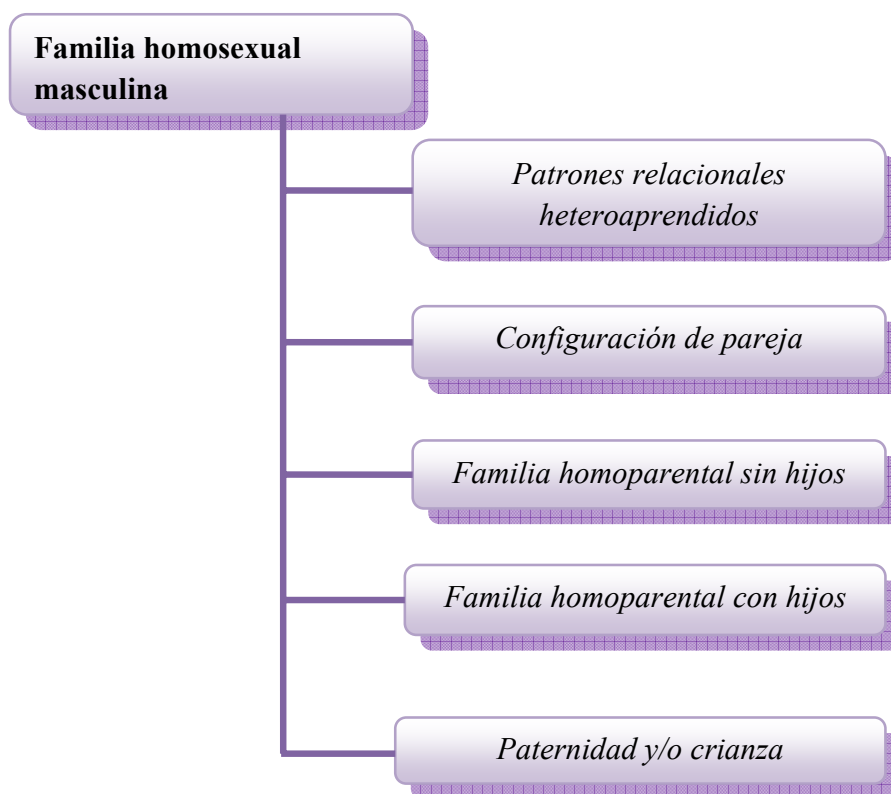 Familia homosexual
masculina
Patrones relacionales
heteroaprendidos
Configuración de pareja
Familia homoparental sin hijos
Familia homoparental con hijos
Paternidad y/o crianza